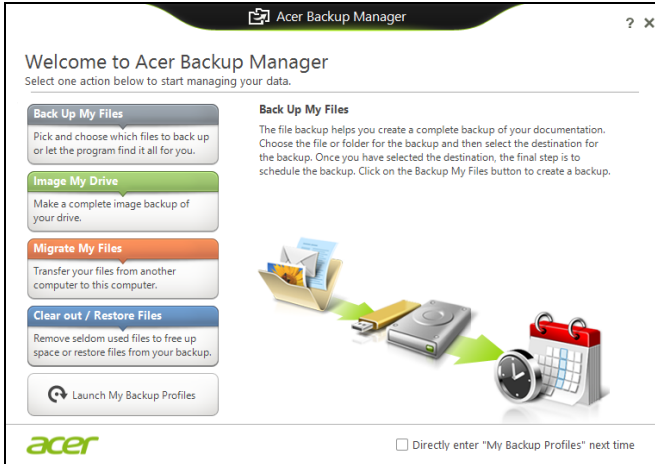 Acer Backup Manager
? X
Welcome to Acer Backup Manager
Select one action below to start managing your data.
Back Up My Files
Pick and choose which files to back up
or let the program find it all for you.
Image My Drive
Make a complete image backup of
your drive.
Migrate My Files
Transfer your files from another
computer to this computer.
Clear out / Restore Files
Remove seldom used files to free up
space or restore files from your backup.
Launch My Backup Profiles
Back Up My Files
The file backup helps you create a complete backup of your documentation.
Choose the file or folder for the backup and then select the destination for
the backup. Once you have selected the destination, the final step is to
schedule the backup. Click on the Backup My Files button to create a backup.
acer
Directly enter "My Backup Profiles" next time